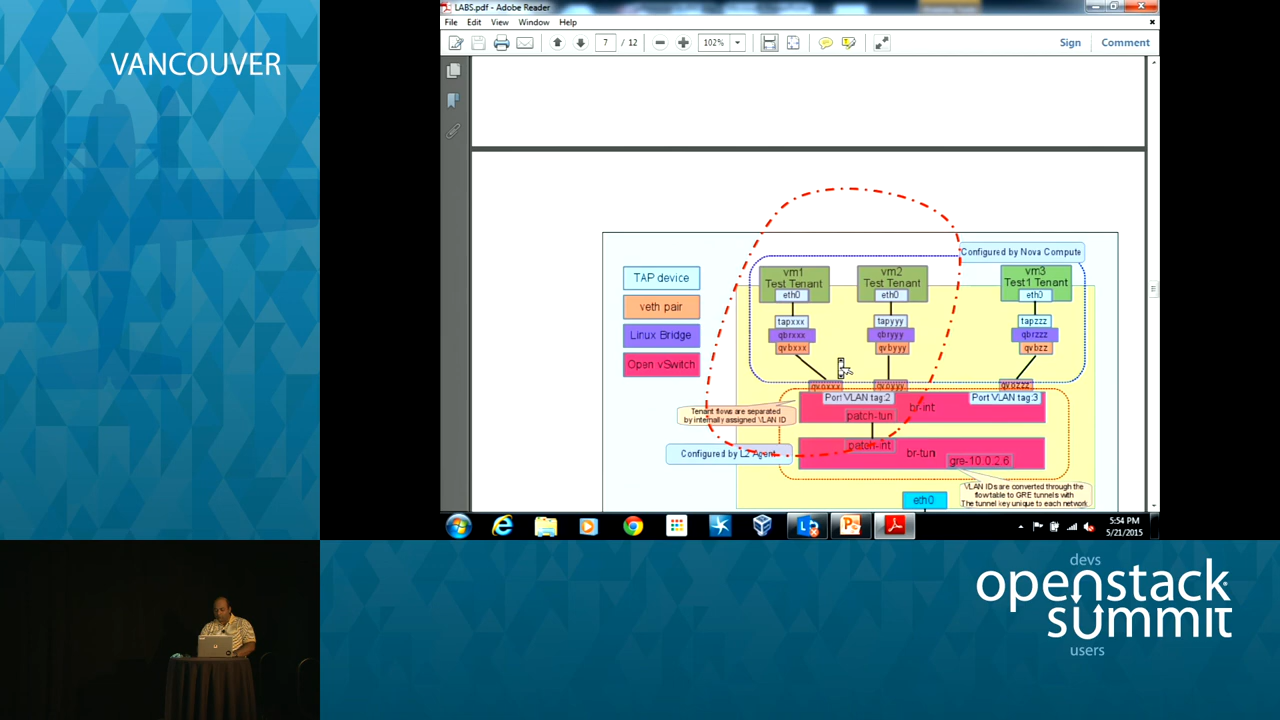 VANCOUVER
LABS.pdf - Adobe Reader
File Edit View Window Help
7 / 12 102% Sign Comment
Configured by Nova Compute
TAP device
veth pair
Linux Bridge
Open vSwitch
vm1
Test Tenant
eth0
tapxxx
qbrxxx
qvbxxx
qvoxxx
vm2
Test Tenant
eth0
tapyyy
qbryyy
qvbyyy
qvoyyy
vm3
Test1 Tenant
eth0
tapzzz
qbrzzz
qvbzz
qvozzz
Port VLAN tag:2
Port VLAN tag:3
br-int
patch-tun
Tenant flows are separated
by internally assigned VLAN ID
Configured by L2 Agent
patch-int
br-tun
gre-10.0.2.6
VLAN IDs are converted through the
flowtable to GRE tunnels with
The tunnel key unique to each network
eth0
5:54 PM
5/21/2015
devs
openstack
summit
users